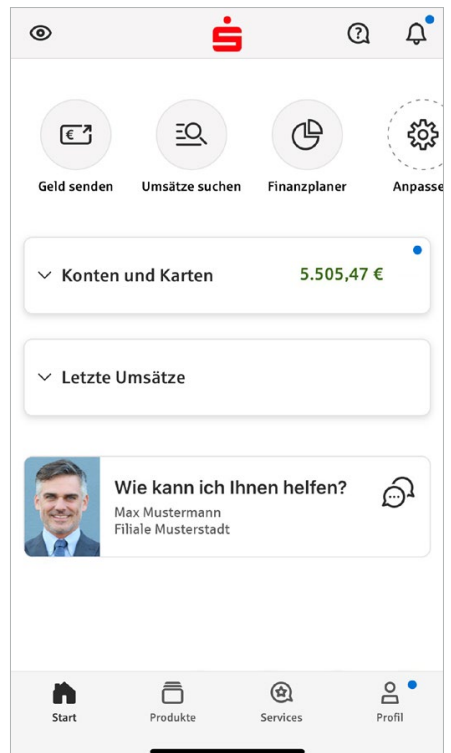 Geld senden
Umsätze suchen
Finanzplaner
Anpasse
Konten und Karten
5.505,47 €
Letzte Umsätze
Wie kann ich Ihnen helfen?
Max Mustermann
Filiale Musterstadt
Start
Produkte
Services
Profil